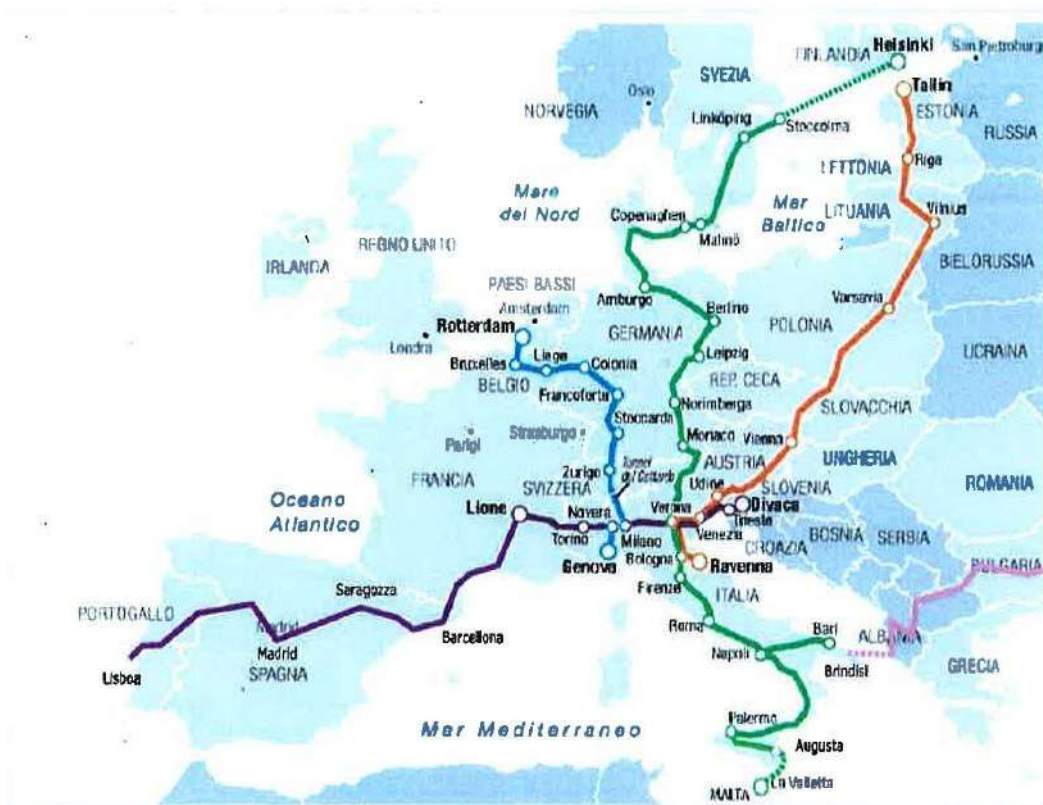 Helsinki
San Pietroburgo
FINLANDIA
SVEZIA
Tallin
Oslo
NORVEGIA
Linköping
ESTONIA
Stoccolma
RUSSIA
LETTONIA
Riga
Mare
del Nord
Mar
Baltico
Copenaghen
LITUANIA
Vilnius
Malmö
REGNO UNITO
IRLANDA
BIELORUSSIA
PAESI BASSI
Amburgo
Varsavia
Amsterdam
Berlino
Rotterdam
GERMANIA
POLONIA
Londra
UCRAINA
Bruxelles
Liege
Colonia
Leipzig
BELGIO
REP. CECA
Francoforte
Norimberga
SLOVACCHIA
Stoccarda
Strasburgo
Parigi
Monaco
Vienna
AUSTRIA
UNGHERIA
Zurigo
Tunnel
del Gottardo
FRANCIA
SVIZZERA
Udine
SLOVENIA
ROMANIA
Oceano
Atlantico
Lione
Novara
Verona
Divaca
Trieste
Torino
Milano
Venezia
BOSNIA
SERBIA
CROAZIA
Bologna
Genova
Ravenna
BULGARIA
Firenze
ITALIA
Saragozza
PORTOGALLO
Madrid
Barcellona
Roma
Bari
ALBANIA
Madrid
Napoli
Lisboa
SPAGNA
Brindisi
GRECIA
Mar Mediterraneo
Palermo
Augusta
La Valletta
MALTA